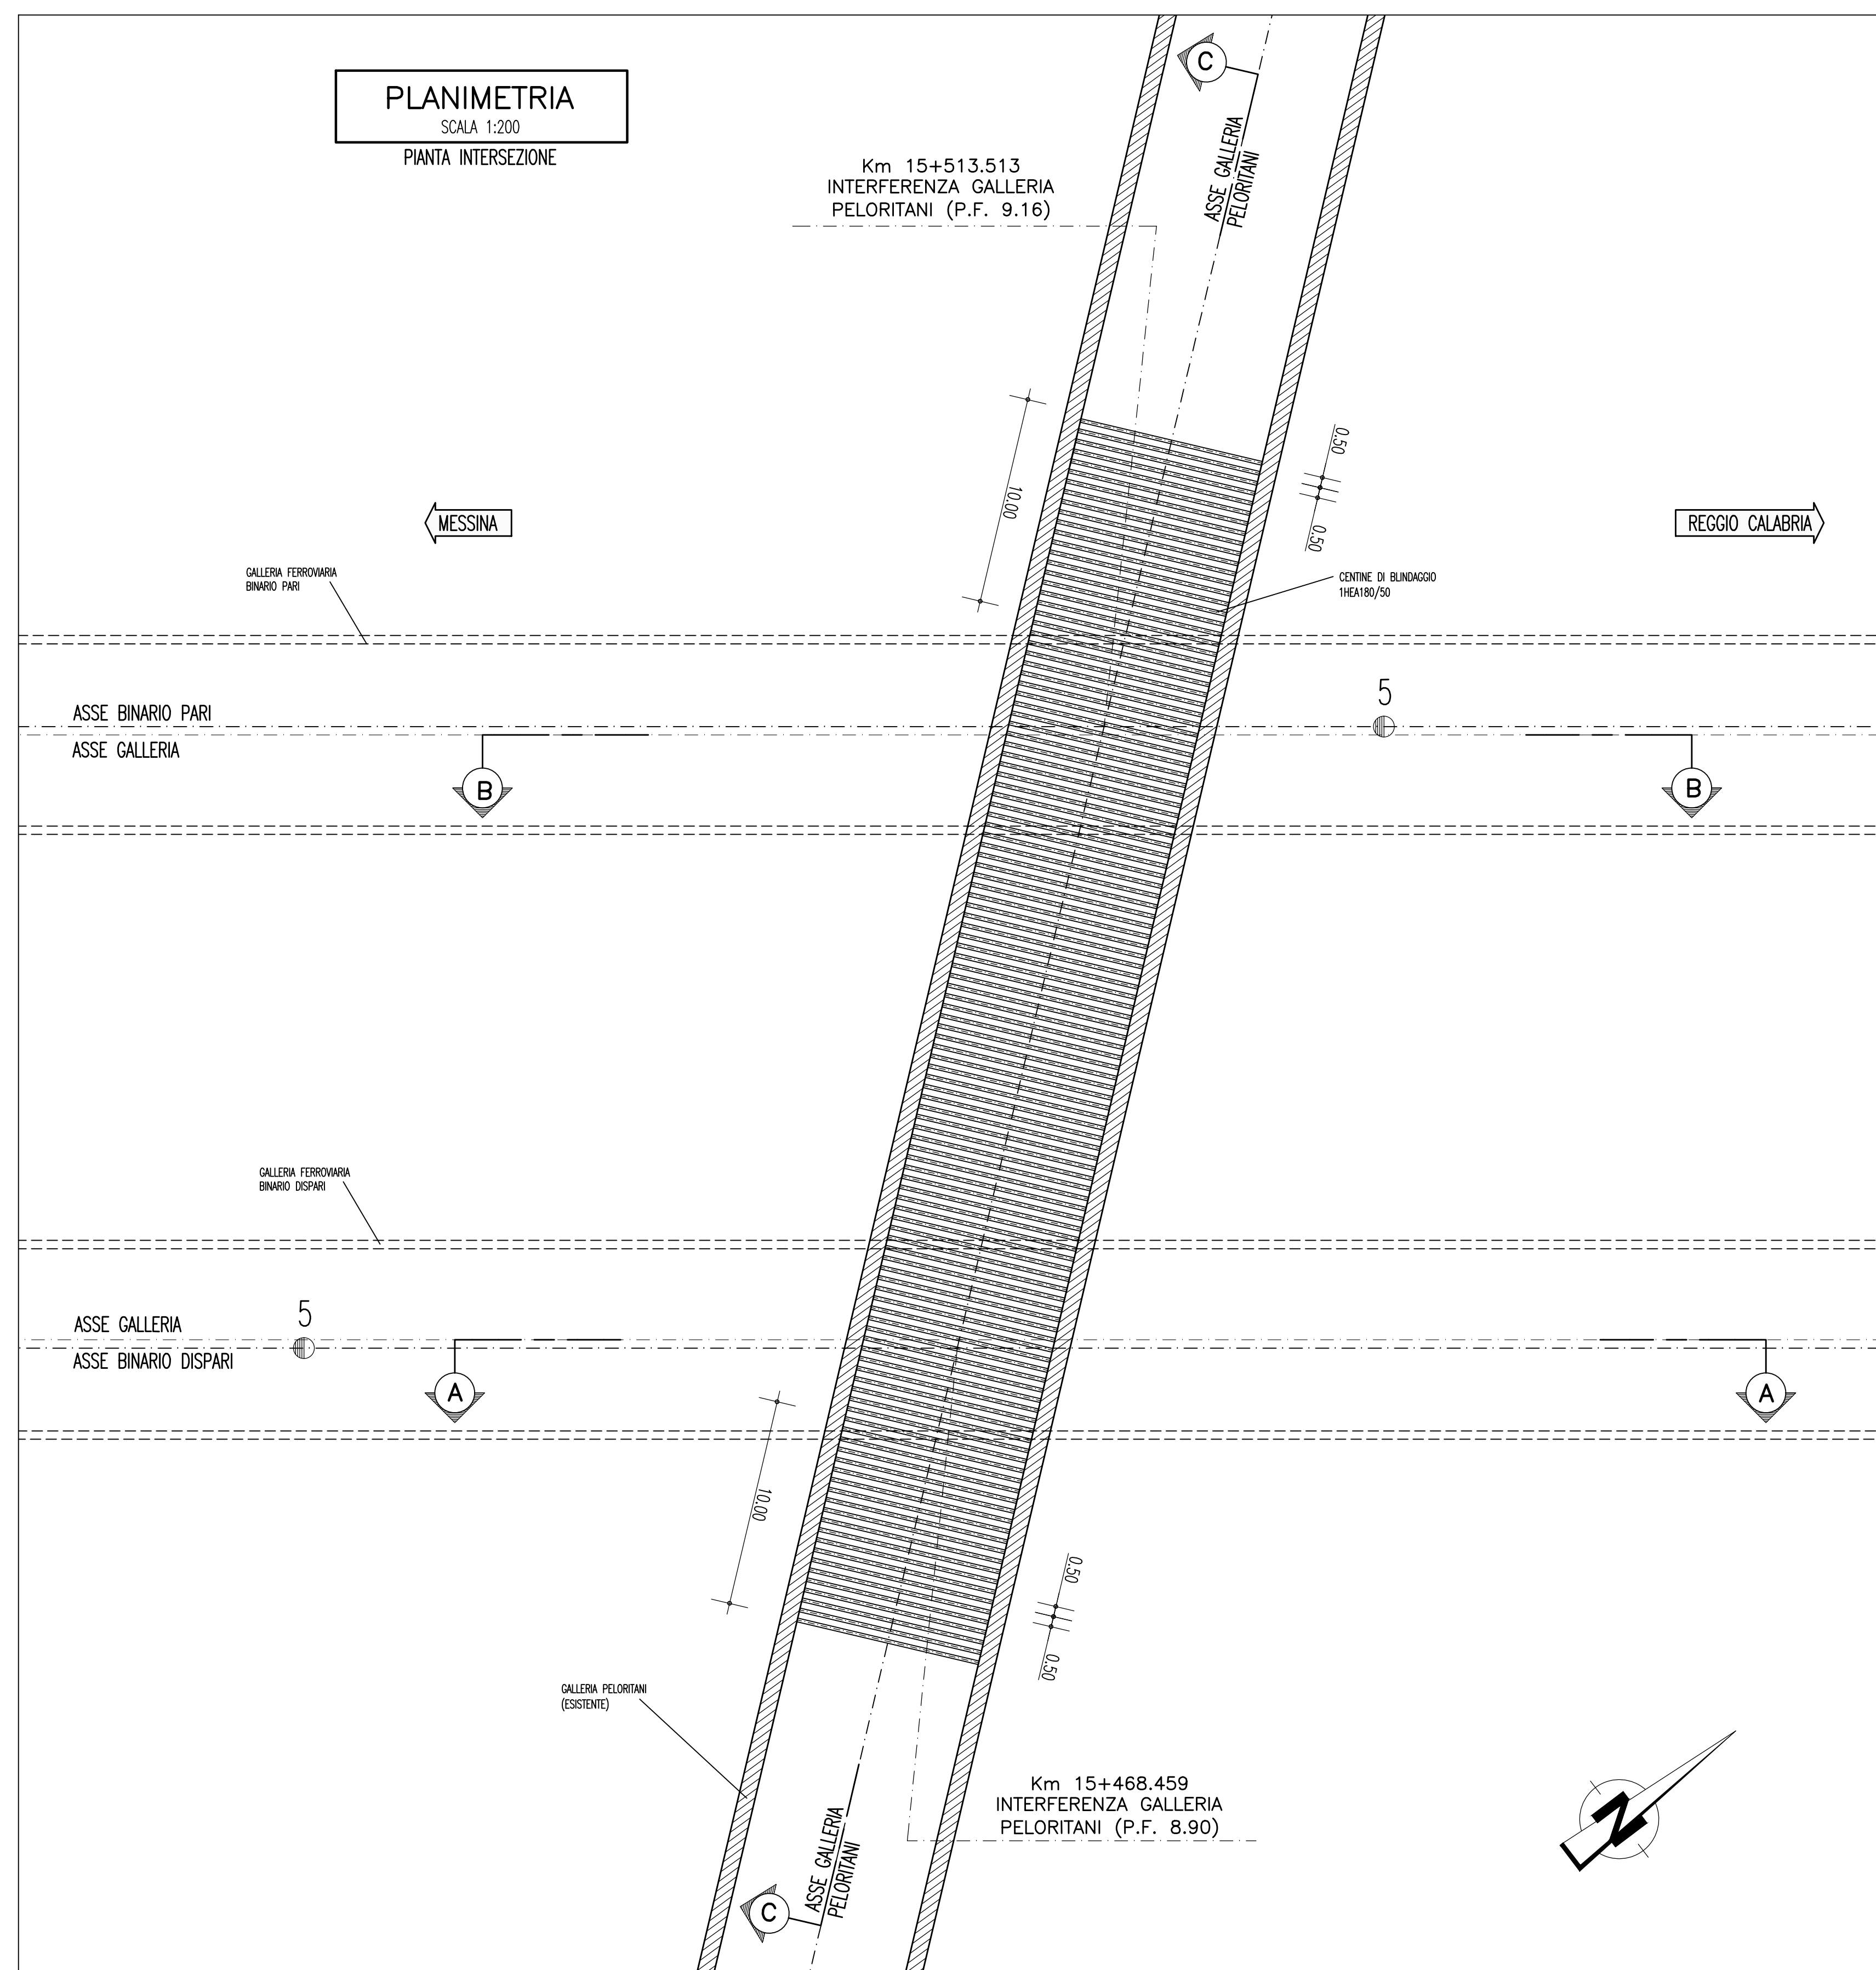 PLANIMETRIA
SCALA 1:200
PIANTA INTERSEZIONE
C
ASSE GALLERIA
PELORITANI
Km 15+513.513
INTERFERENZA GALLERIA
PELORITANI (P.F. 9.16)
10.00
0.50
0.50
MESSINA
REGGIO CALABRIA
GALLERIA FERROVIARIA
BINARIO PARI
CENTINE DI BLINDAGGIO
1HEA180/50
5
ASSE BINARIO PARI
ASSE GALLERIA
B
B
GALLERIA FERROVIARIA
BINARIO DISPARI
5
ASSE GALLERIA
ASSE BINARIO DISPARI
A
A
10.00
0.50
0.50
GALLERIA PELORITANI
(ESISTENTE)
Km 15+468.459
INTERFERENZA GALLERIA
PELORITANI (P.F. 8.90)
ASSE GALLERIA
PELORITANI
C
N